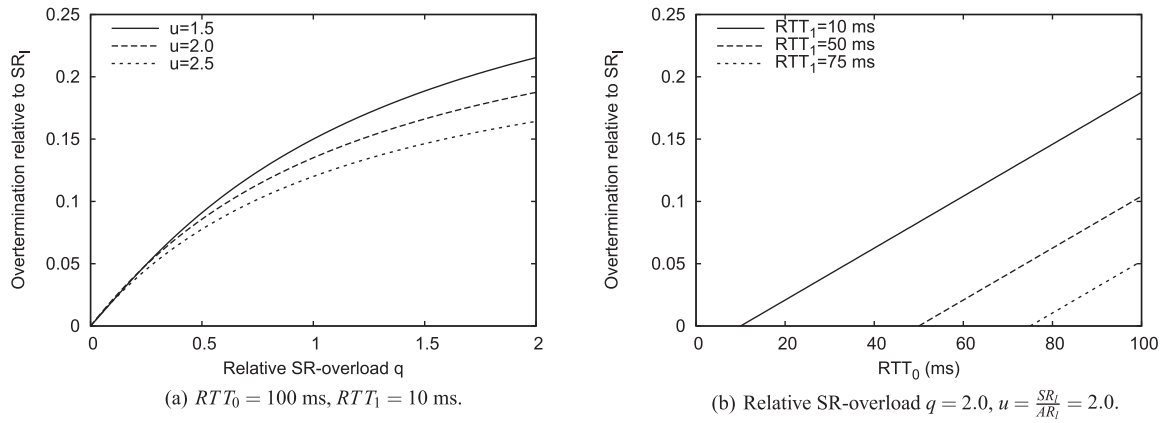 Overtermination relative to SR_l
0.25
0.2
0.15
0.1
0.05
0
u=1.5
u=2.0
u=2.5
0 0.5 1 1.5 2
Relative SR-overload q
(a) RTT_0 = 100 ms, RTT_1 = 10 ms.
Overtermination relative to SR_l
0.25
0.2
0.15
0.1
0.05
0
RTT_1=10 ms
RTT_1=50 ms
RTT_1=75 ms
0 20 40 60 80 100
RTT_0 (ms)
(b) Relative SR-overload q = 2.0, u = SR_l/AR_l = 2.0.